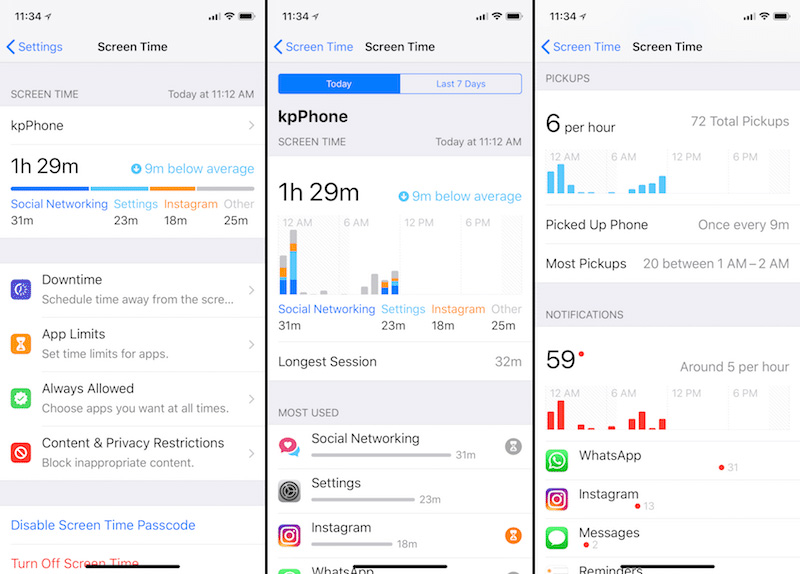 11:34
Settings
Screen Time
SCREEN TIME
Today at 11:12 AM
kpPhone
1h 29m
9m below average
Social Networking Settings Instagram Other
31m 23m 18m 25m
Downtime
Schedule time away from the scre...
App Limits
Set time limits for apps.
Always Allowed
Choose apps you want at all times.
Content & Privacy Restrictions
Block inappropriate content.
Disable Screen Time Passcode
Turn Off Screen Time
11:34
Screen Time
Screen Time
Today
Last 7 Days
kpPhone
SCREEN TIME
Today at 11:12 AM
1h 29m
9m below average
12 AM 6 AM 12 PM 6 PM
Social Networking Settings Instagram Other
31m 23m 18m 25m
Longest Session
32m
MOST USED
Social Networking
31m
Settings
23m
Instagram
18m
WhatsApp
11:34
Screen Time
Screen Time
PICKUPS
6 per hour
72 Total Pickups
12 AM 6 AM 12 PM 6 PM
Picked Up Phone
Once every 9m
Most Pickups
20 between 1 AM – 2 AM
NOTIFICATIONS
59
Around 5 per hour
12 AM 6 AM 12 PM 6 PM
WhatsApp
31
Instagram
13
Messages
2
Reminders